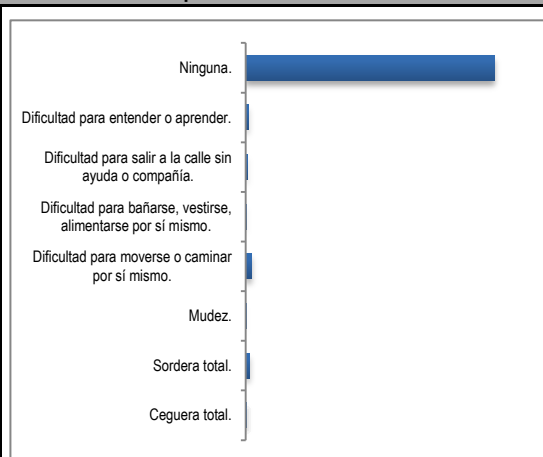 Ninguna.
Dificultad para entender o aprender.
Dificultad para salir a la calle sin
ayuda o compañía.
Dificultad para bañarse, vestirse,
alimentarse por sí mismo.
Dificultad para moverse o caminar
por sí mismo.
Mudez.
Sordera total.
Ceguera total.